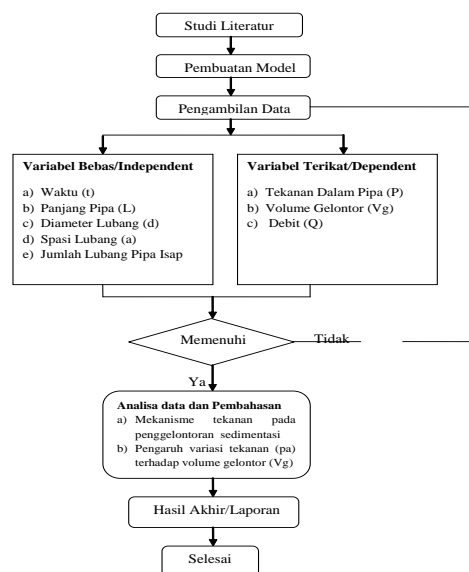 Studi Literatur
Pembuatan Model
Pengambilan Data
Variabel Bebas/Independent
a) Waktu (t)
b) Panjang Pipa (L)
c) Diameter Lubang (d)
d) Spasi Lubang (a)
e) Jumlah Lubang Pipa Isap
Variabel Terikat/Dependent
a) Tekanan Dalam Pipa (P)
b) Volume Gelontor (Vg)
c) Debit (Q)
Memenuhi
Tidak
Ya
Analisa data dan Pembahasan
a) Mekanisme tekanan pada
penggelontoran sedimentasi
b) Pengaruh variasi tekanan (pa)
terhadap volume gelontor (Vg)
Hasil Akhir/Laporan
Selesai